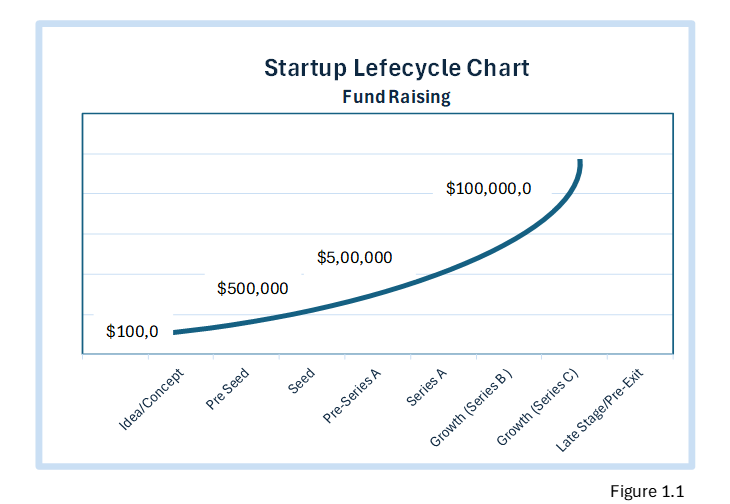 Startup Lefecycle Chart
Fund Raising
$100,000,0
$5,00,000
$500,000
$100,0
Idea/Concept
Pre Seed
Seed
Pre-Series A
Series A
Growth (Series B )
Growth (Series C)
Late Stage/Pre-Exit
Figure 1.1